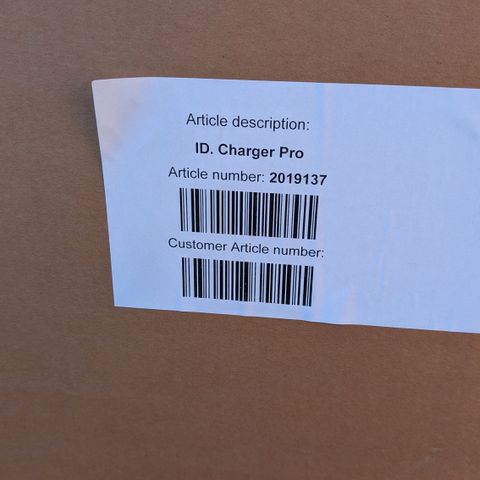 Article description:
ID. Charger Pro
Article number: 2019137
Customer Article number: